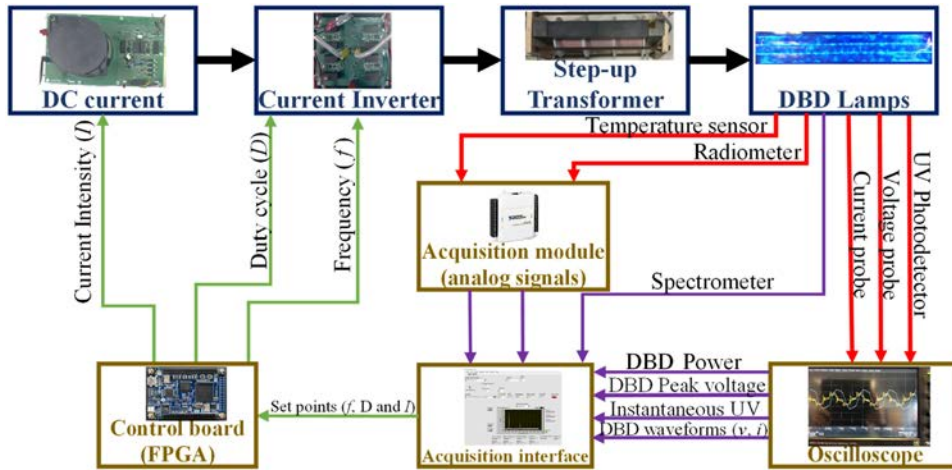 DC current
Current Inverter
Step-up
Transformer
DBD Lamps
Temperature sensor
Radiometer
Current Intensity (I)
Duty cycle (D)
Frequency (f)
Acquisition module
(analog signals)
Spectrometer
Current probe
Voltage probe
UV Photodetector
Control board
(FPGA)
Set points (f, D and I)
Acquisition interface
DBD Power
DBD Peak voltage
Instantaneous UV
DBD waveforms (v, i)
Oscilloscope